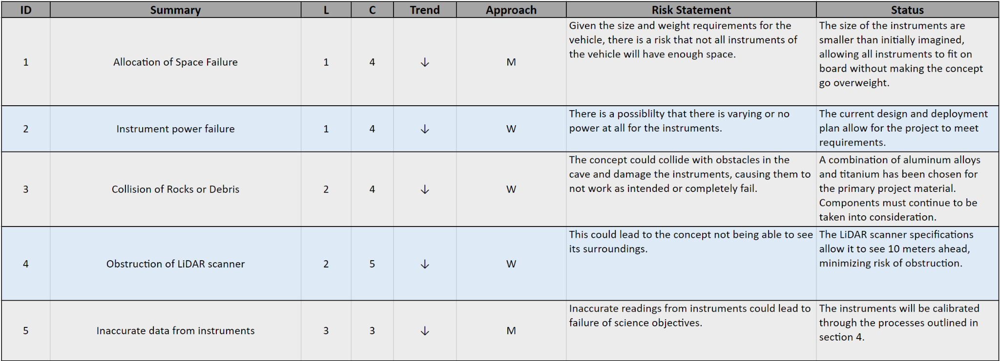 ID Summary L C Trend Approach Risk Statement Status
1 Allocation of Space Failure 1 4 ↓ M
Given the size and weight requirements for the
vehicle, there is a risk that not all instruments of
the vehicle will have enough space.
The size of the instruments are
smaller than initially imagined,
allowing all instruments to fit on
board without making the concept
go overweight.
2 Instrument power failure 1 4 ↓ W
There is a possiblilty that there is varying or no
power at all for the instruments.
The current design and deployment
plan allow for the project to meet
requirements.
3 Collision of Rocks or Debris 2 4 ↓ W
The concept could collide with obstacles in the
cave and damage the instruments, causing them to
not work as intended or completely fail.
A combination of aluminum alloys
and titanium has been chosen for
the primary project material.
Components must continue to be
taken into consideration.
4 Obstruction of LiDAR scanner 2 5 ↓ W
This could lead to the concept not being able to see
its surroundings.
The LiDAR scanner specifications
allow it to see 10 meters ahead,
minimizing risk of obstruction.
5 Inaccurate data from instruments 3 3 ↓ M
Inaccurate readings from instruments could lead to
failure of science objectives.
The instruments will be calibrated
through the processes outlined in
section 4.